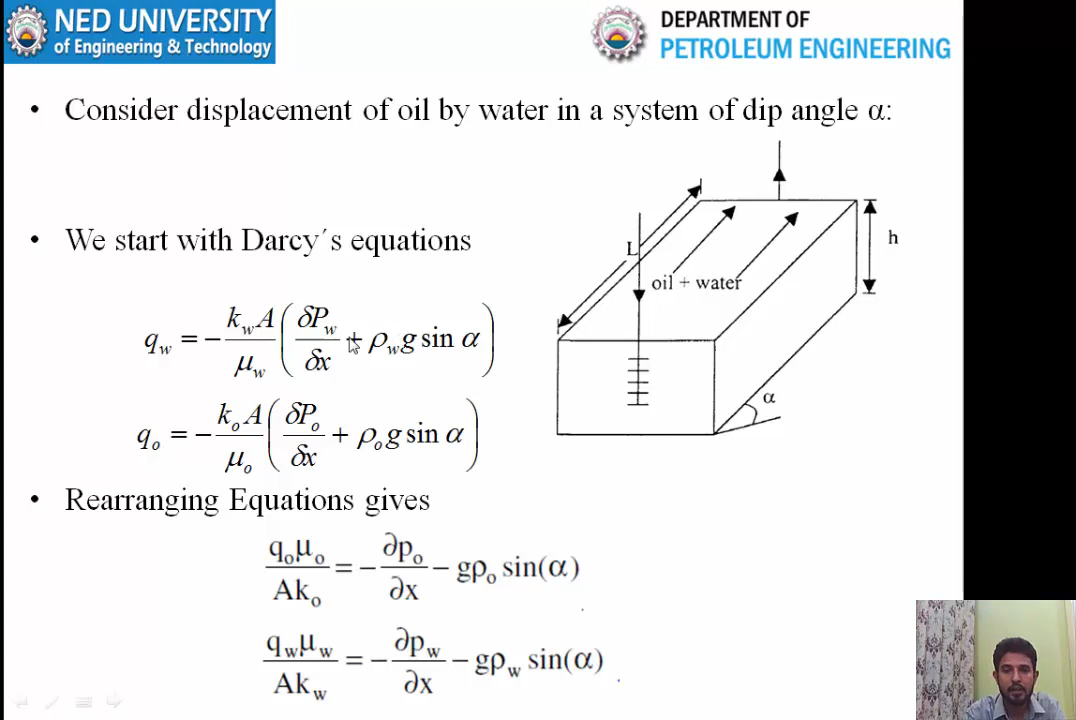 NED UNIVERSITY
of Engineering & Technology
DEPARTMENT OF
PETROLEUM ENGINEERING
• Consider displacement of oil by water in a system of dip angle α:
• We start with Darcy´s equations
q_w = − (k_w A / μ_w) ( δP_w / δx + ρ_w g sin α )
q_o = − (k_o A / μ_o) ( δP_o / δx + ρ_o g sin α )
L
oil + water
h
α
• Rearranging Equations gives
q_o μ_o / A k_o = − ∂p_o / ∂x − gρ_o sin(α)
q_w μ_w / A k_w = − ∂p_w / ∂x − gρ_w sin(α)